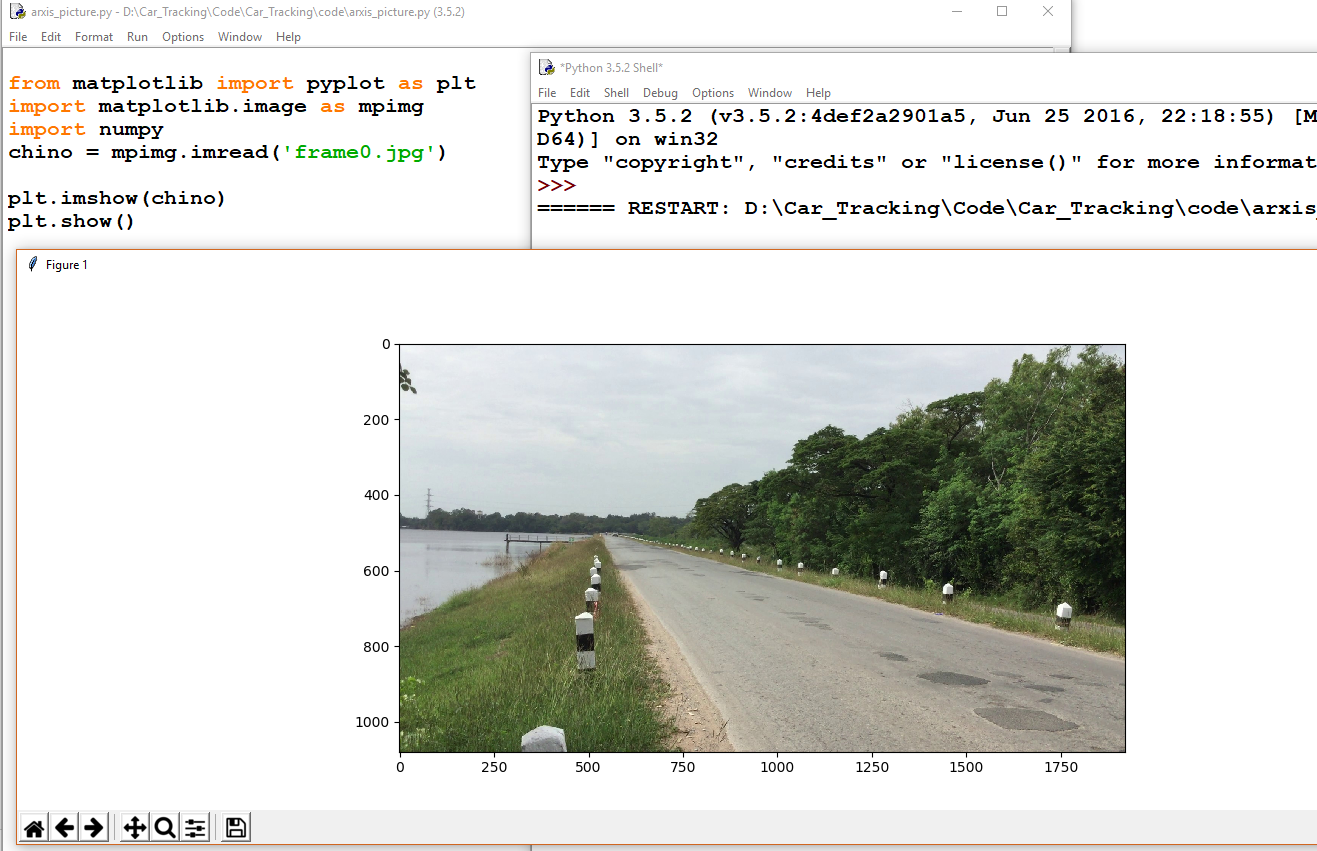 arxis_picture.py - D:\Car_Tracking\Code\Car_Tracking\code\arxis_picture.py (3.5.2)
File Edit Format Run Options Window Help
from matplotlib import pyplot as plt
import matplotlib.image as mpimg
import numpy
chino = mpimg.imread('frame0.jpg')
plt.imshow(chino)
plt.show()
*Python 3.5.2 Shell*
File Edit Shell Debug Options Window Help
Python 3.5.2 (v3.5.2:4def2a2901a5, Jun 25 2016, 22:18:55) [M
D64)] on win32
Type "copyright", "credits" or "license()" for more informat
>>>
====== RESTART: D:\Car_Tracking\Code\Car_Tracking\code\arxis_
Figure 1
0
200
400
600
800
1000
0 250 500 750 1000 1250 1500 1750